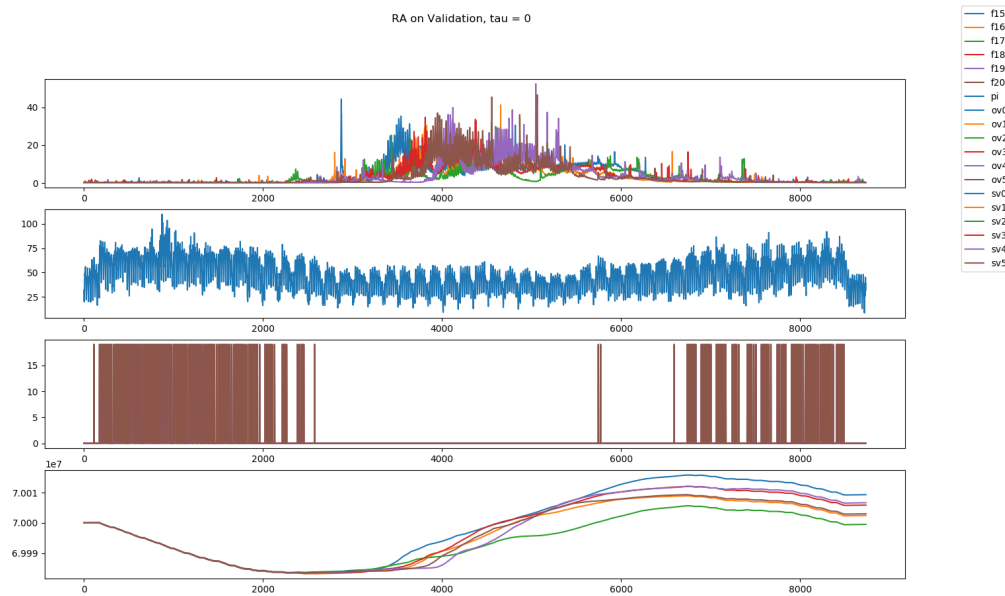 RA on Validation, tau = 0
f15
f16
f17
f18
f19
f20
pi
ov0
ov1
ov2
ov3
ov4
ov5
sv0
sv1
sv2
sv3
sv4
sv5
40
20
0
0 2000 4000 6000 8000
100
75
50
25
0 2000 4000 6000 8000
15
10
5
0
0 2000 4000 6000 8000
1e7
7.001
7.000
6.999
0 2000 4000 6000 8000